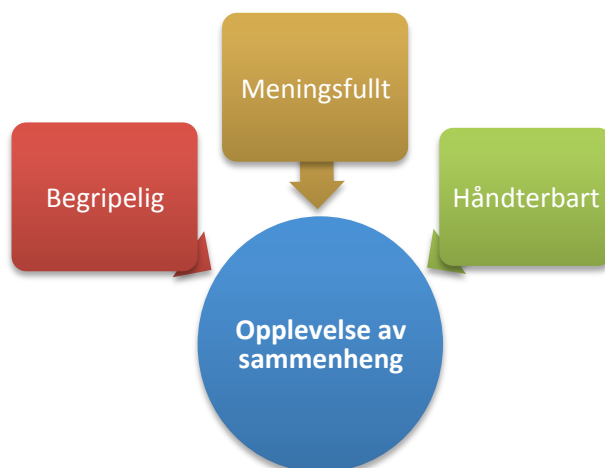 Meningsfullt
Begripelig
Håndterbart
Opplevelse av
sammenheng